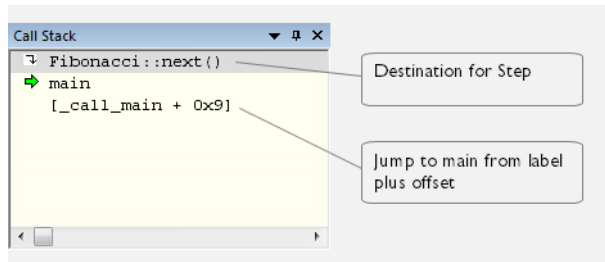 Call Stack
Fibonacci::next()
Destination for Step
main
[_call_main + 0x9]
Jump to main from label
plus offset